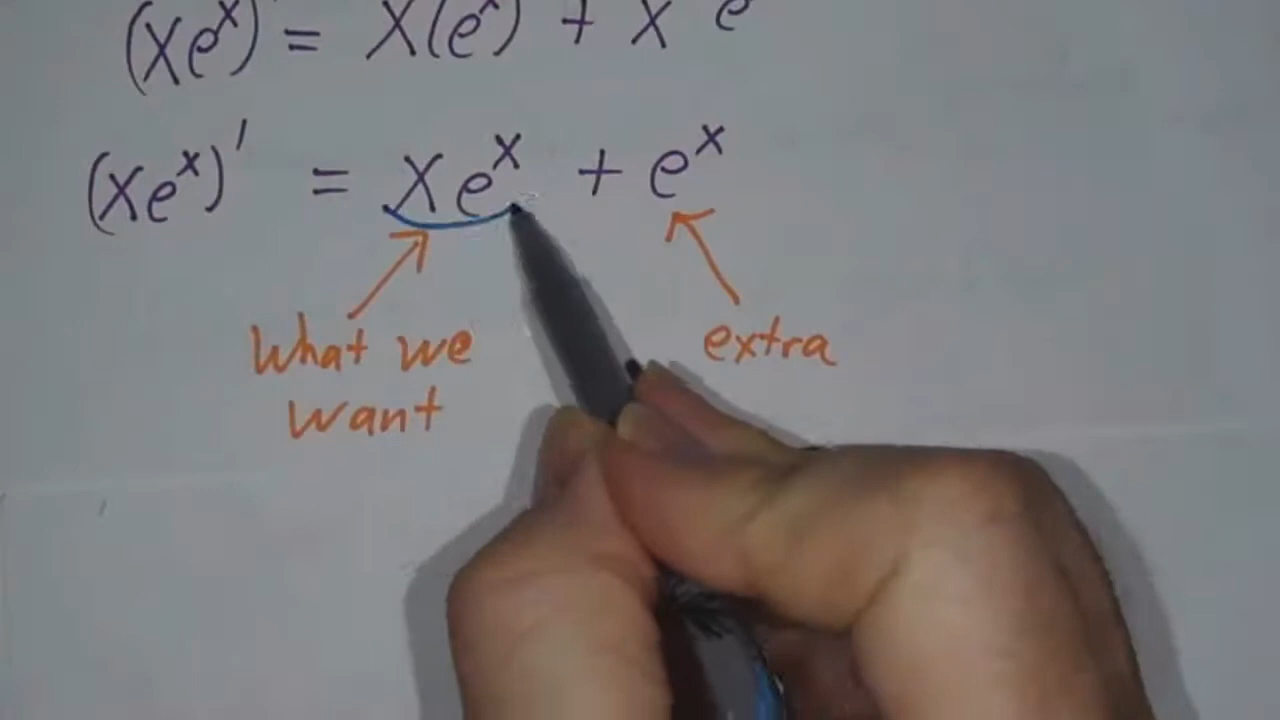 (xe^x)' = x(e^x) + x e
(xe^x)' = xe^x + e^x
What we
want
extra